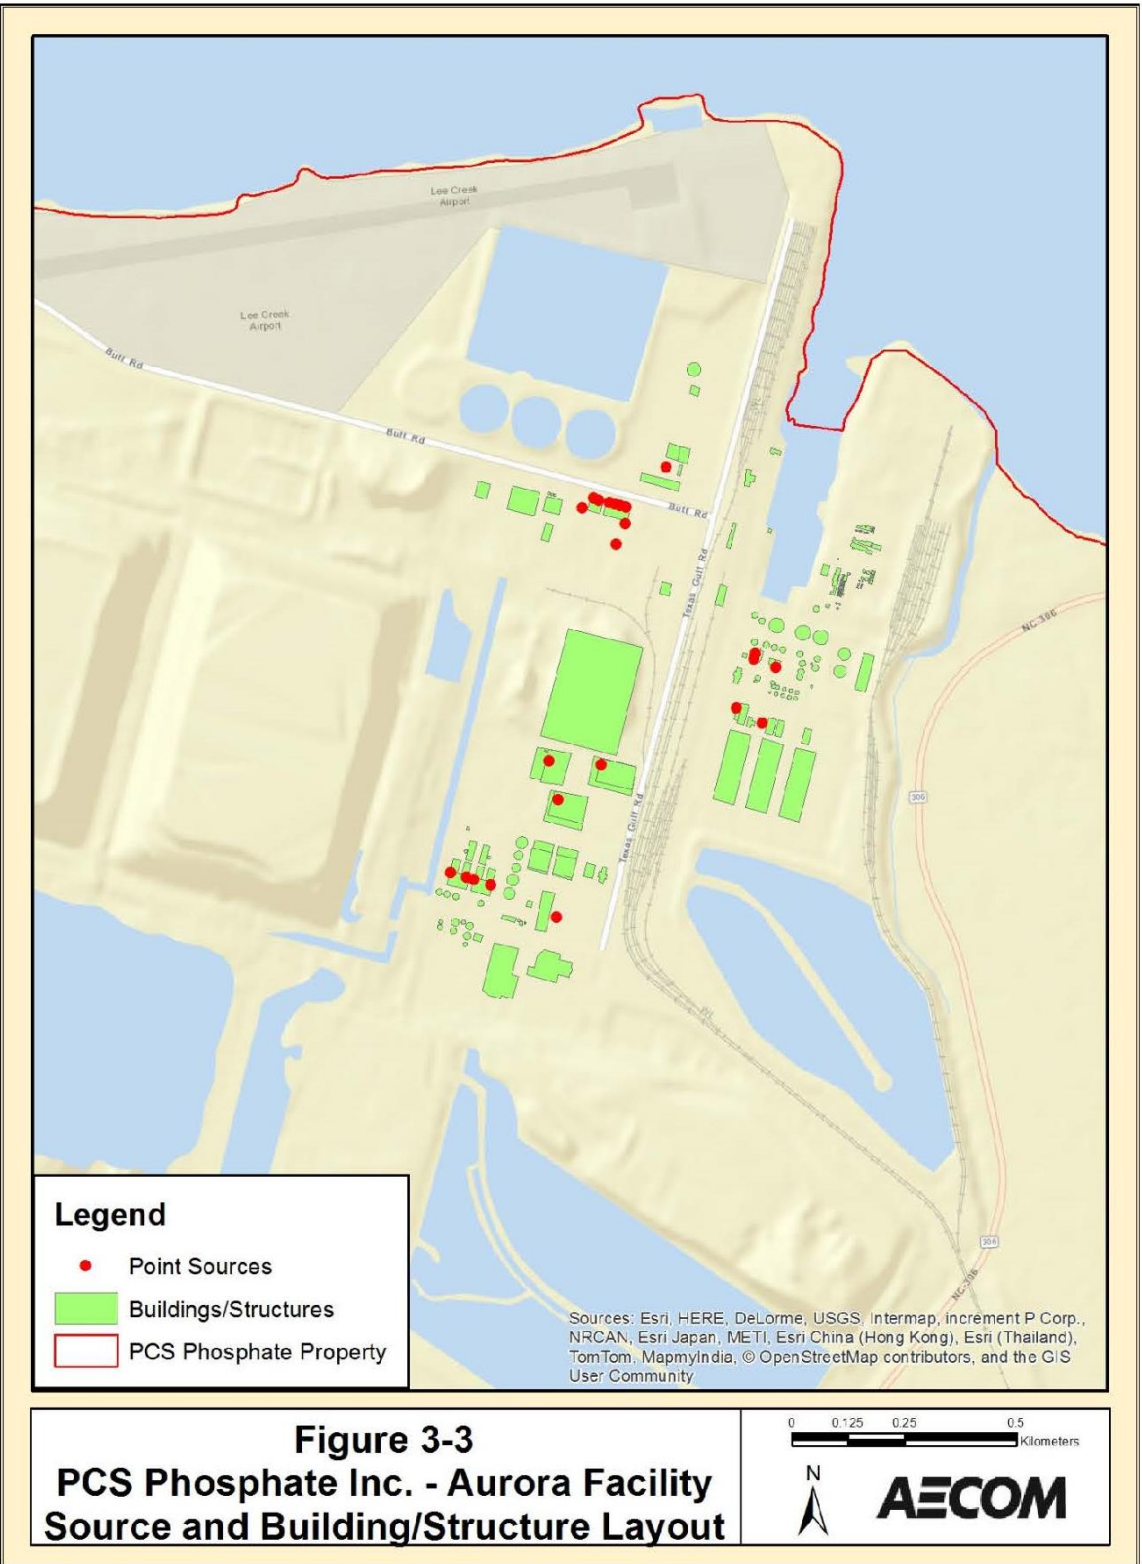 Lee Creek
Airport
Lee Creek
Airport
Butt Rd
Butt Rd
Butt Rd
Texas Gulf Rd
NC-306
306
Texas Gulf Rd
306
NC-306
Legend
Point Sources
Buildings/Structures
PCS Phosphate Property
Sources: Esri, HERE, DeLorme, USGS, Intermap, increment P Corp.,
NRCAN, Esri Japan, METI, Esri China (Hong Kong), Esri (Thailand),
TomTom, MapmyIndia, © OpenStreetMap contributors, and the GIS
User Community
Figure 3-3
PCS Phosphate Inc. - Aurora Facility
Source and Building/Structure Layout
0 0.125 0.25 0.5
Kilometers
N
AECOM